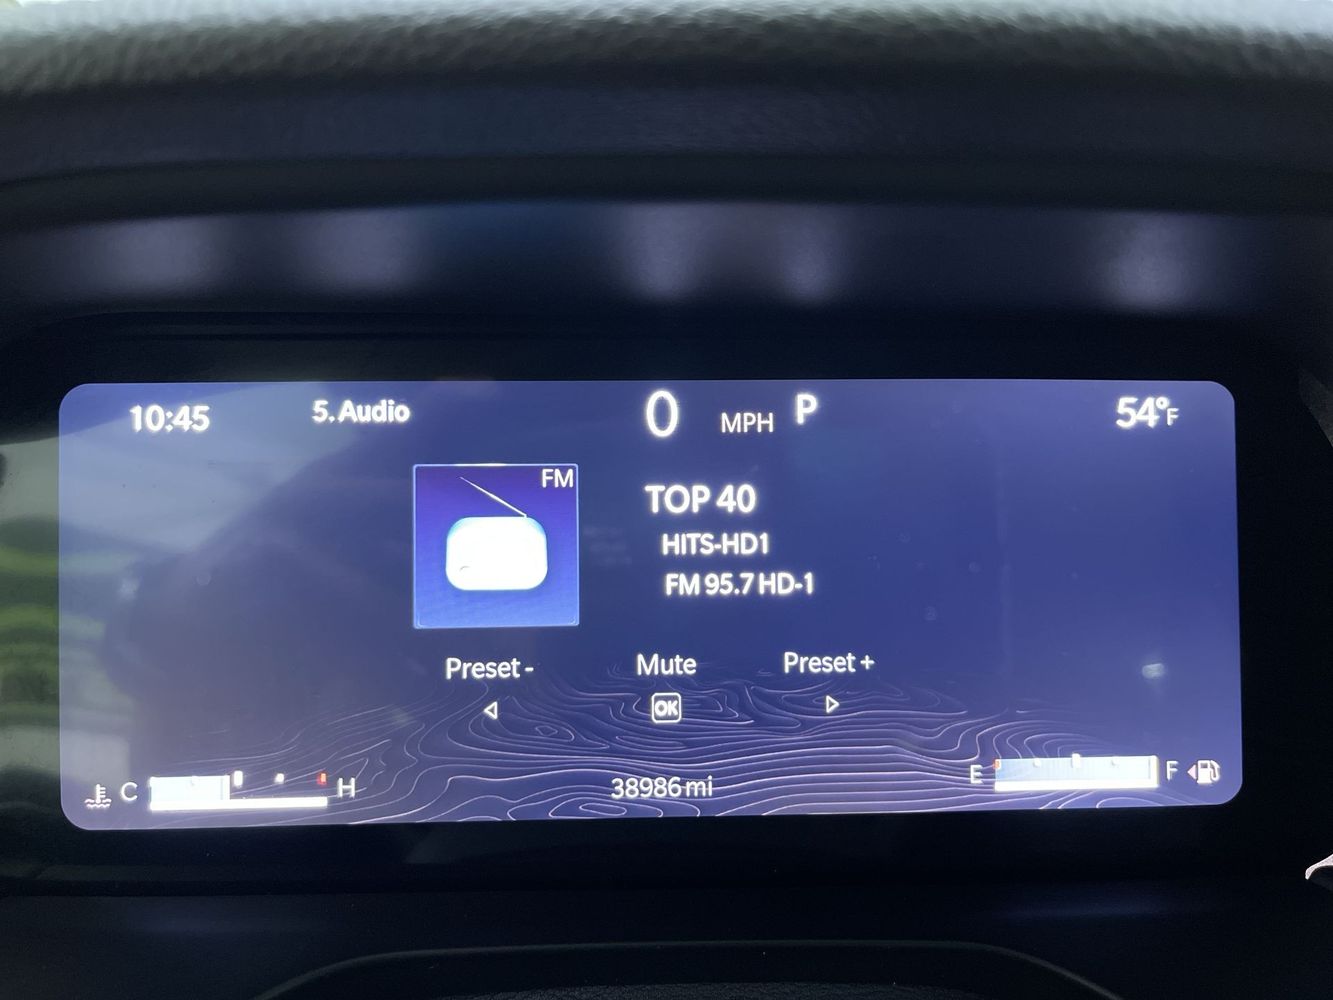 10:45
5. Audio
0 MPH P
54°F
FM
TOP 40
HITS-HD1
FM 95.7 HD-1
Preset -
Mute
Preset +
OK
C H
38986 mi
E F